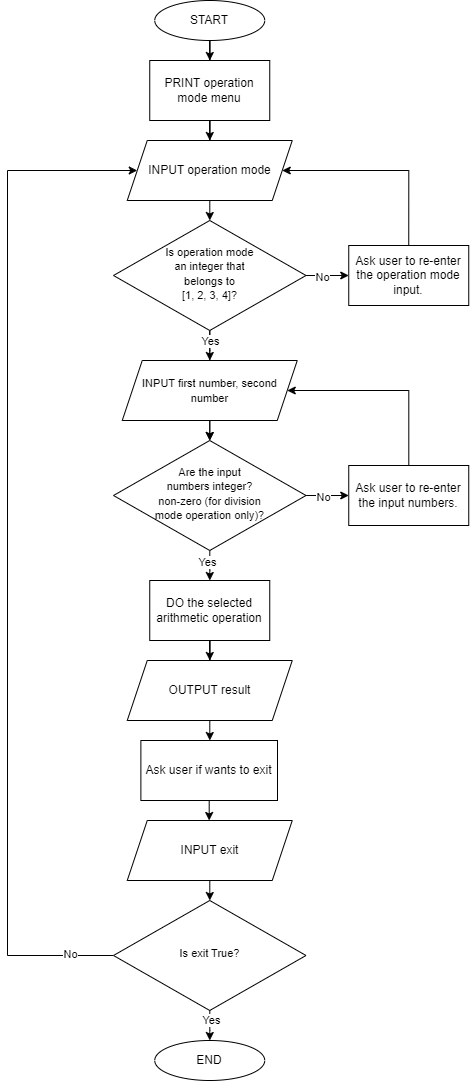 START
PRINT operation
mode menu
INPUT operation mode
Is operation mode
an integer that
belongs to
[1, 2, 3, 4]?
No
Ask user to re-enter
the operation mode
input.
Yes
INPUT first number, second
number
Are the input
numbers integer?
non-zero (for division
mode operation only)?
No
Ask user to re-enter
the input numbers.
Yes
DO the selected
arithmetic operation
OUTPUT result
Ask user if wants to exit
INPUT exit
Is exit True?
No
Yes
END